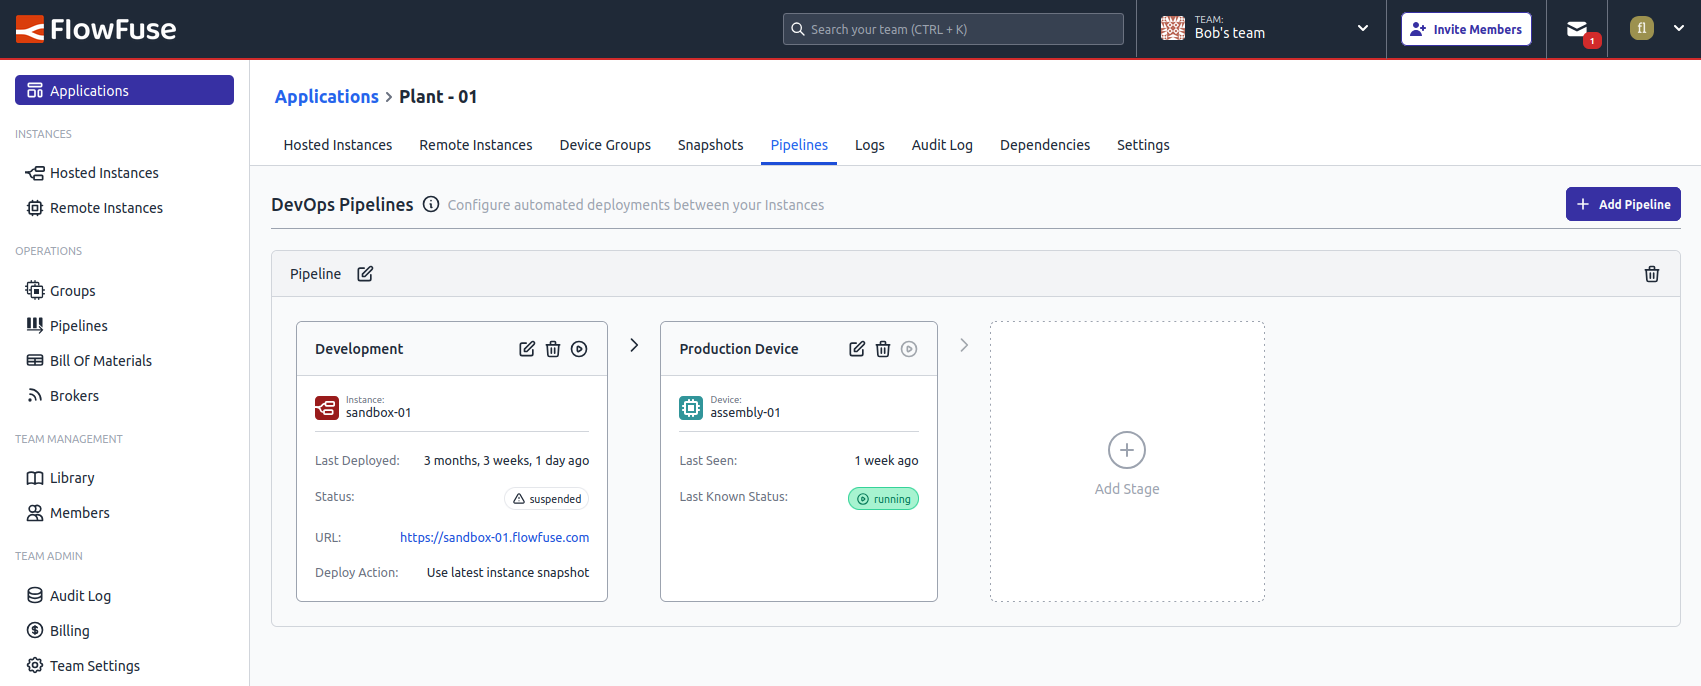 FlowFuse
Search your team (CTRL + K)
TEAM:
Bob's team
Invite Members
1
fl
Applications
INSTANCES
Hosted Instances
Remote Instances
OPERATIONS
Groups
Pipelines
Bill Of Materials
Brokers
TEAM MANAGEMENT
Library
Members
TEAM ADMIN
Audit Log
Billing
Team Settings
Applications > Plant - 01
Hosted Instances Remote Instances Device Groups Snapshots Pipelines Logs Audit Log Dependencies Settings
DevOps Pipelines Configure automated deployments between your Instances
Add Pipeline
Pipeline
Development
Instance:
sandbox-01
Last Deployed: 3 months, 3 weeks, 1 day ago
Status: suspended
URL: https://sandbox-01.flowfuse.com
Deploy Action: Use latest instance snapshot
Production Device
Device:
assembly-01
Last Seen: 1 week ago
Last Known Status: running
Add Stage